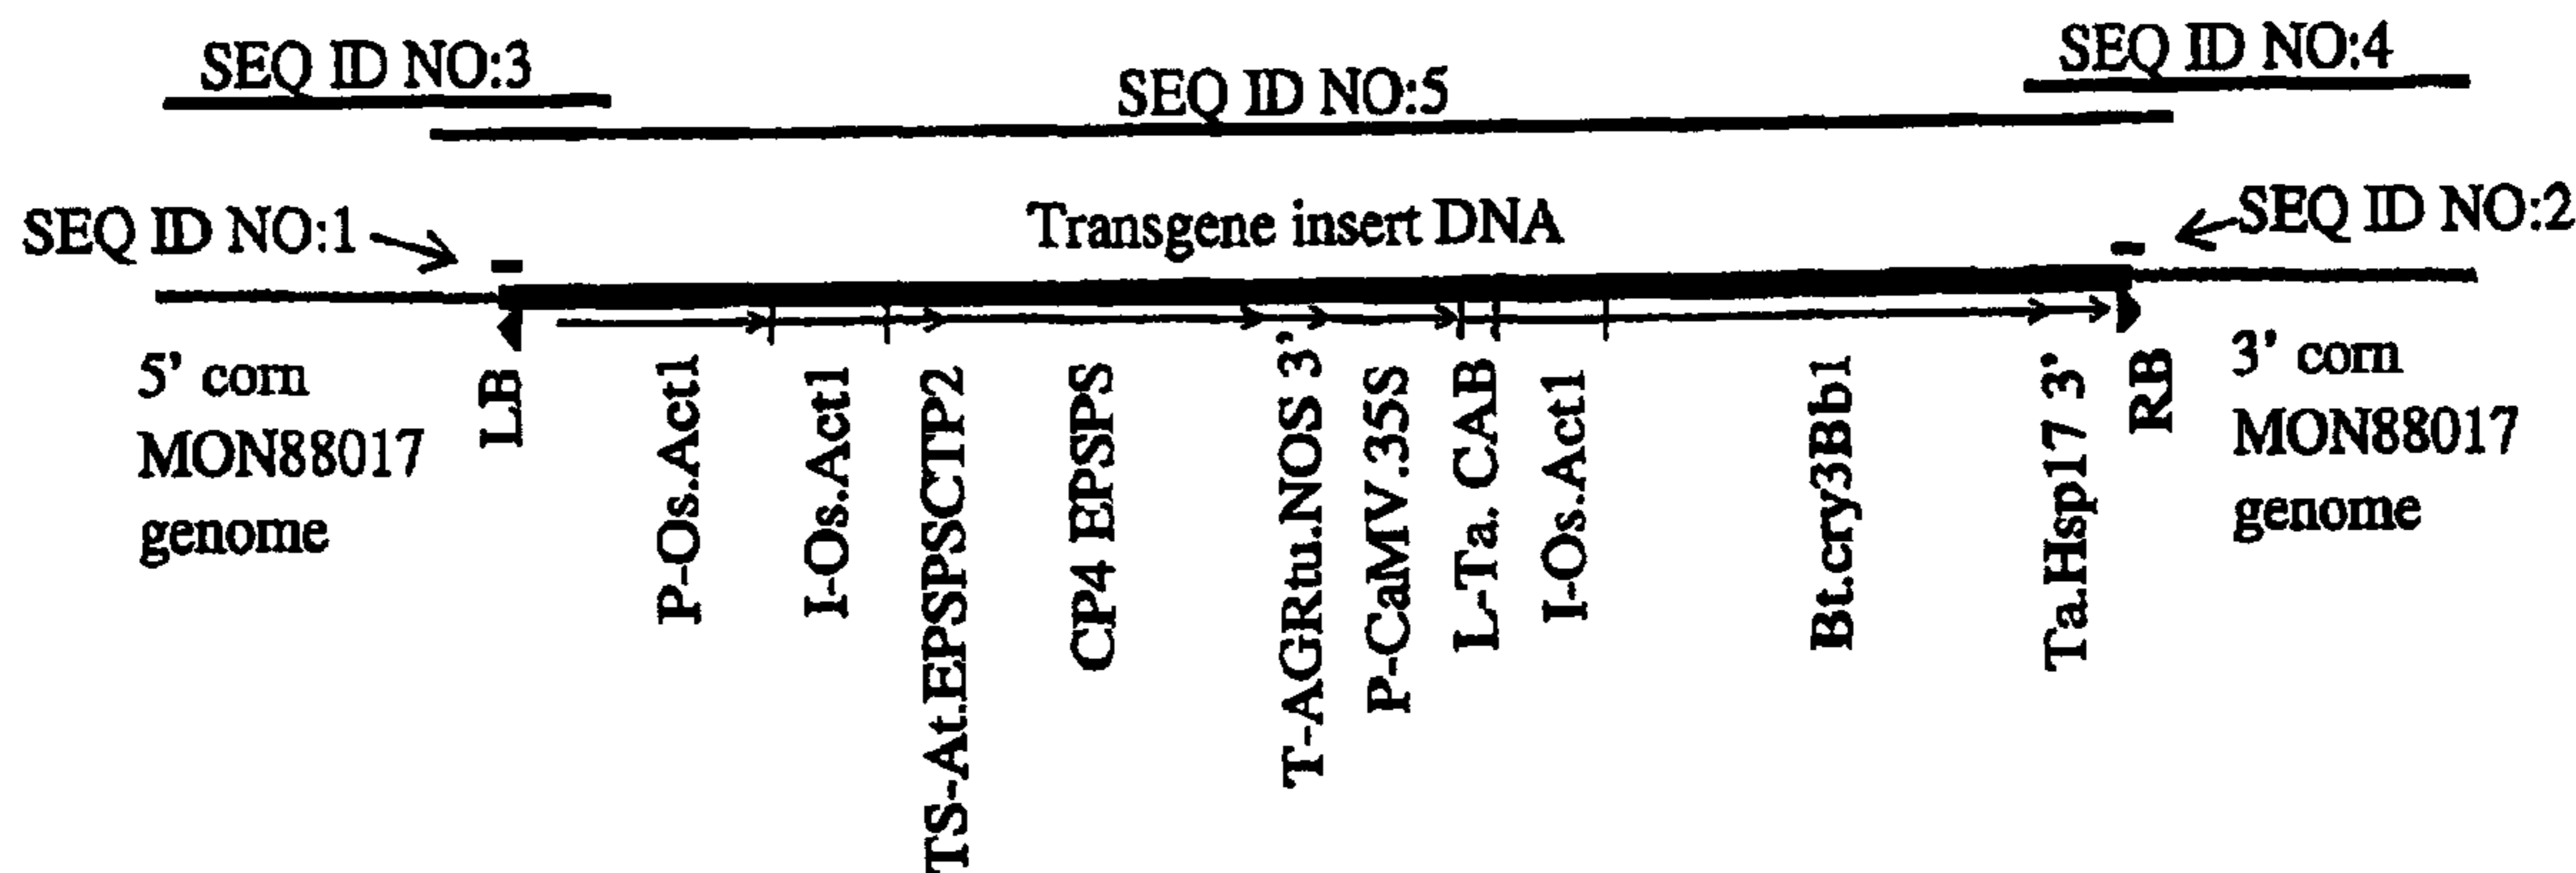 SEQ ID NO:3
SEQ ID NO:4
SEQ ID NO:5
SEQ ID NO:1
Transgene insert DNA
SEQ ID NO:2
5' corn
MON88017
genome
LB
P-Os.Act1
I-Os.Act1
TS-At.EPSPSCTP2
CP4 EPSPS
T-AGRtu.NOS 3'
P-CaMV.35S
L-Ta. CAB
I-Os.Act1
Bt.cry3Bb1
Ta.Hsp17 3'
RB
3' corn
MON88017
genome